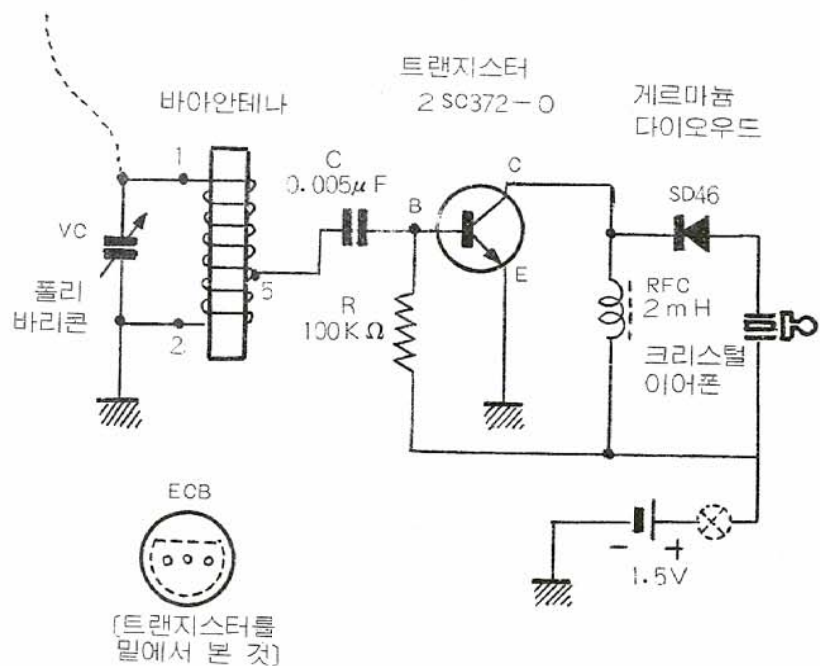 트랜지스터
2SC372-O
바아안테나
게르마늄
다이오우드
1
C
0.005μF
C
SD46
VC
B
E
5
폴리
바리콘
2
R
100KΩ
RFC
2mH
크리스털
이어폰
ECB
- +
1.5V
[트랜지스터를
밑에서 본 것]